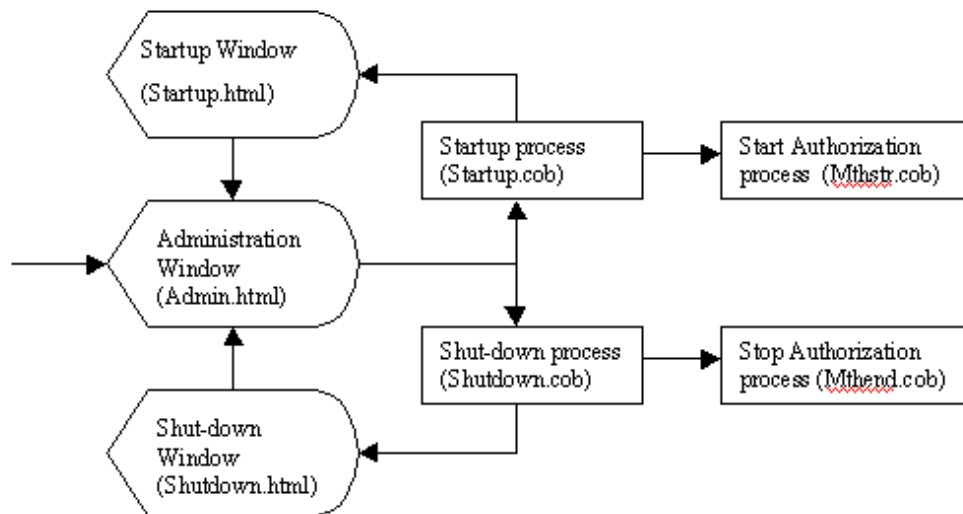 Startup Window
(Startup.html)
Startup process
(Startup.cob)
Start Authorization
process (Mthstr.cob)
Administration
Window
(Admin.html)
Shut-down process
(Shutdown.cob)
Stop Authorization
process (Mthend.cob)
Shut-down
Window
(Shutdown.html)